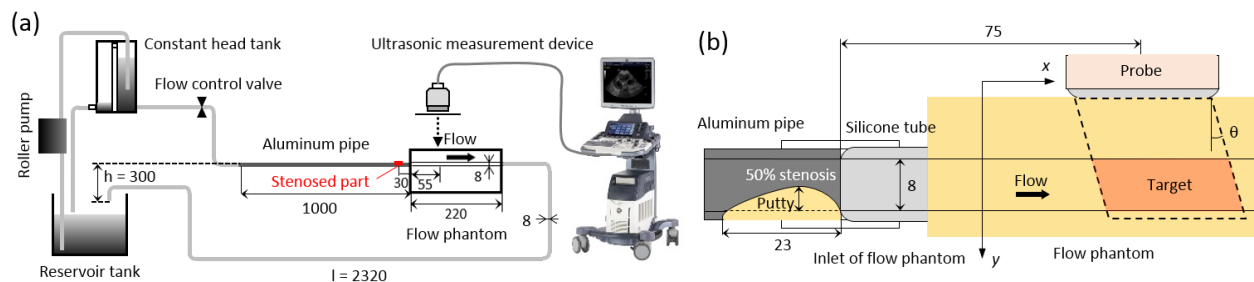 (a)
Constant head tank
Ultrasonic measurement device
Flow control valve
Roller pump
Aluminum pipe
Flow
Stenosed part
h = 300
30
55
8
1000
220
8
Flow phantom
Reservoir tank
l = 2320
(b)
75
x
Probe
θ
Aluminum pipe
Silicone tube
50% stenosis
Putty
8
Flow
Target
23
Inlet of flow phantom
y
Flow phantom